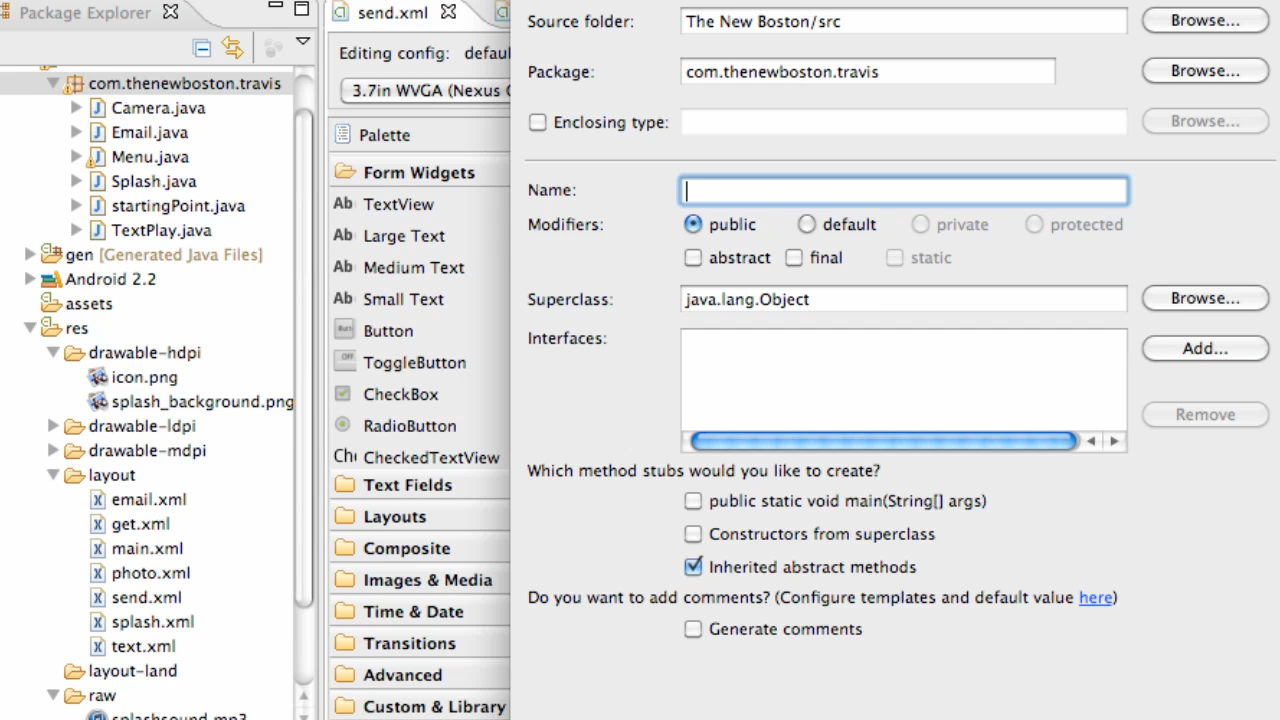 Package Explorer
com.thenewboston.travis
Camera.java
Email.java
Menu.java
Splash.java
startingPoint.java
TextPlay.java
gen [Generated Java Files]
Android 2.2
assets
res
drawable-hdpi
icon.png
splash_background.png
drawable-ldpi
drawable-mdpi
layout
email.xml
get.xml
main.xml
photo.xml
send.xml
splash.xml
text.xml
layout-land
raw
splashsound.mp3
send.xml
Editing config: defaul
3.7in WVGA (Nexus
Palette
Form Widgets
Ab TextView
Ab Large Text
Ab Medium Text
Ab Small Text
Button
OFF ToggleButton
CheckBox
RadioButton
CheckedTextView
Text Fields
Layouts
Composite
Images & Media
Time & Date
Transitions
Advanced
Custom & Library
Source folder: The New Boston/src Browse...
Package: com.thenewboston.travis Browse...
Enclosing type: Browse...
Name:
Modifiers: public default private protected
abstract final static
Superclass: java.lang.Object Browse...
Interfaces: Add...
Remove
Which method stubs would you like to create?
public static void main(String[] args)
Constructors from superclass
Inherited abstract methods
Do you want to add comments? (Configure templates and default value here)
Generate comments